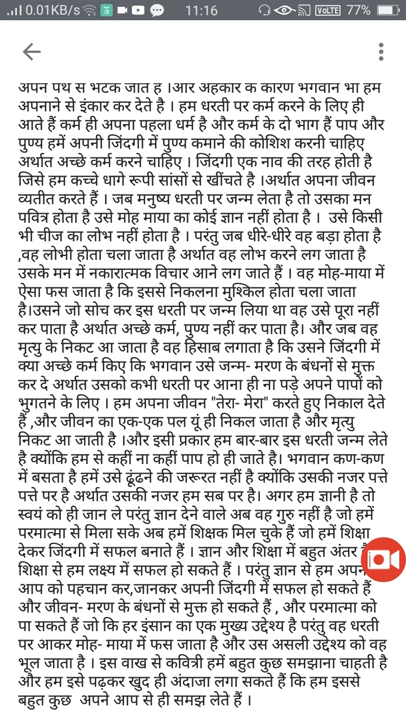 0.01KB/s 11:16 VoLTE 77%
अपने पथ से भटक जाते है ।और अहंकार के कारण भगवान भी हमे
अपनाने से इंकार कर देते है । हम धरती पर कर्म करने के लिए ही
आते हैं कर्म ही अपना पहला धर्म है और कर्म के दो भाग हैं पाप और
पुण्य हमें अपनी जिंदगी में पुण्य कमाने की कोशिश करनी चाहिए
अर्थात अच्छे कर्म करने चाहिए । जिंदगी एक नाव की तरह होती है
जिसे हम कच्चे धागे रूपी सांसों से खींचते है ।अर्थात अपना जीवन
व्यतीत करते हैं । जब मनुष्य धरती पर जन्म लेता है तो उसका मन
पवित्र होता है उसे मोह माया का कोई ज्ञान नहीं होता है । उसे किसी
भी चीज का लोभ नहीं होता है । परंतु जब धीरे-धीरे वह बड़ा होता है
,वह लोभी होता चला जाता है अर्थात वह लोभ करने लग जाता है
उसके मन में नकारात्मक विचार आने लग जाते हैं । वह मोह-माया में
ऐसा फस जाता है कि इससे निकलना मुश्किल होता चला जाता
है।उसने जो सोच कर इस धरती पर जन्म लिया था वह उसे पूरा नहीं
कर पाता है अर्थात अच्छे कर्म, पुण्य नहीं कर पाता है। और जब वह
मृत्यु के निकट आ जाता है वह हिसाब लगाता है कि उसने जिंदगी में
क्या अच्छे कर्म किए कि भगवान उसे जन्म- मरण के बंधनों से मुक्त
कर दे अर्थात उसको कभी धरती पर आना ही ना पड़े अपने पापों को
भुगतने के लिए । हम अपना जीवन "तेरा- मेरा" करते हुए निकाल देते
हैं ,और जीवन का एक-एक पल यूं ही निकल जाता है और मृत्यु
निकट आ जाती है ।और इसी प्रकार हम बार-बार इस धरती जन्म लेते
है क्योंकि हम से कहीं ना कहीं पाप हो ही जाते है। भगवान कण-कण
में बसता है हमें उसे ढूंढने की जरूरत नहीं है क्योंकि उसकी नजर पत्ते
पत्ते पर है अर्थात उसकी नजर हम सब पर है। अगर हम ज्ञानी है तो
स्वयं को ही जान ले परंतु ज्ञान देने वाले अब वह गुरु नहीं है जो हमें
परमात्मा से मिला सके अब हमें शिक्षक मिल चुके हैं जो हमें शिक्षा
देकर जिंदगी में सफल बनाते हैं । ज्ञान और शिक्षा में बहुत अंतर
शिक्षा से हम लक्ष्य में सफल हो सकते हैं । परंतु ज्ञान से हम
आप को पहचान कर,जानकर अपनी जिंदगी में सफल हो सकते हैं
और जीवन- मरण के बंधनों से मुक्त हो सकते हैं , और परमात्मा को
पा सकते हैं जो कि हर इंसान का एक मुख्य उद्देश्य है परंतु वह धरती
पर आकर मोह- माया में फस जाता है और उस असली उद्देश्य को वह
भूल जाता है । इस वाख से कवित्री हमें बहुत कुछ समझाना चाहती है
और हम इसे पढ़कर खुद ही अंदाजा लगा सकते हैं कि हम इससे
बहुत कुछ अपने आप से ही समझ लेते हैं ।